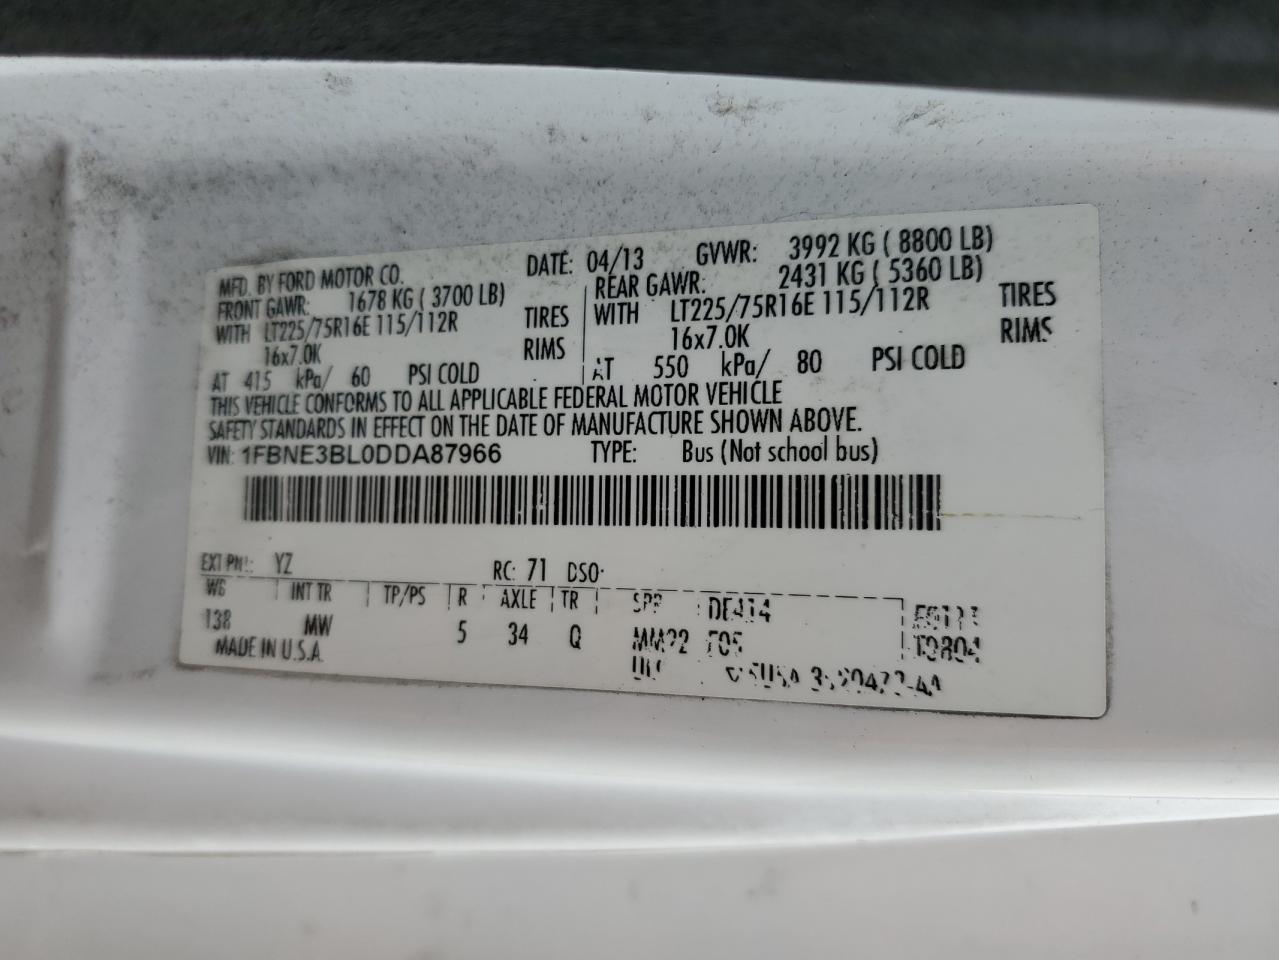 MFD. BY FORD MOTOR CO. DATE: 04/13 GVWR: 3992 KG ( 8800 LB)
FRONT GAWR: 1678 KG ( 3700 LB) REAR GAWR: 2431 KG ( 5360 LB)
WITH LT225/75R16E 115/112R TIRES WITH LT225/75R16E 115/112R TIRES
16x7.0K RIMS 16x7.0K RIMS
AT 415 kPa/ 60 PSI COLD AT 550 kPa/ 80 PSI COLD
THIS VEHICLE CONFORMS TO ALL APPLICABLE FEDERAL MOTOR VEHICLE
SAFETY STANDARDS IN EFFECT ON THE DATE OF MANUFACTURE SHOWN ABOVE.
VIN: 1FBNE3BL0DDA87966 TYPE: Bus (Not school bus)
EXT PNT: YZ RC: 71 DSO:
WB INT TR TP/PS R AXLE TR SPR
138 MW 5 34 Q
MADE IN U.S.A.